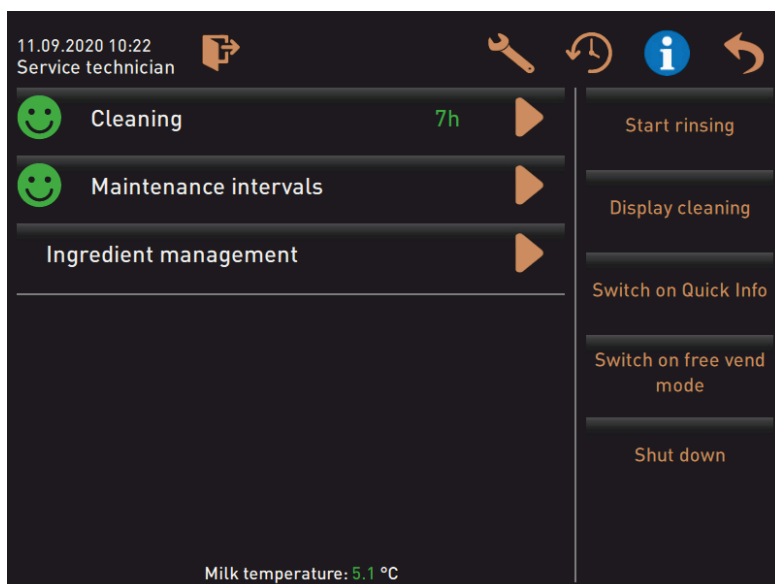 11.09.2020 10:22
Service technician
Cleaning 7h
Maintenance intervals
Ingredient management
Start rinsing
Display cleaning
Switch on Quick Info
Switch on free vend
mode
Shut down
Milk temperature: 5.1 °C